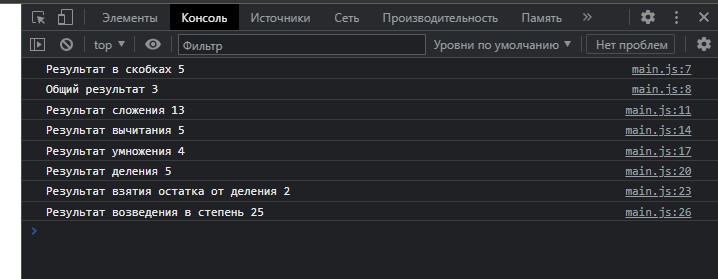 Элементы Консоль Источники Сеть Производительность Память »
top ▼ Фильтр Уровни по умолчанию ▼ Нет проблем
Результат в скобках 5 main.js:7
Общий результат 3 main.js:8
Результат сложения 13 main.js:11
Результат вычитания 5 main.js:14
Результат умножения 4 main.js:17
Результат деления 5 main.js:20
Результат взятия остатка от деления 2 main.js:23
Результат возведения в степень 25 main.js:26
>